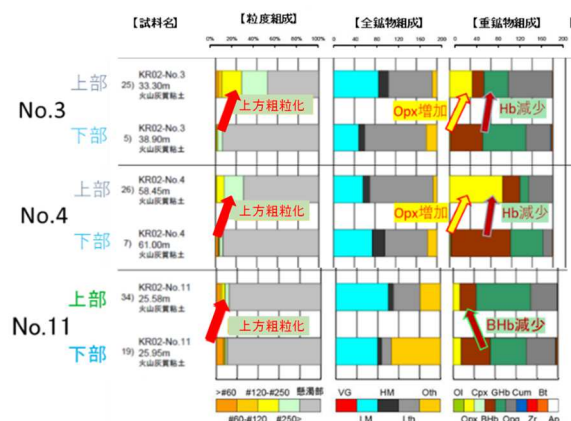 【試料名】 【粒度組成】 【全鉱物組成】 【重鉱物組成】
0% 20% 40% 60% 80% 100% 0 40 80 120 160 200 0 40 80 120 160 200
No.3
上部 25) KR02-No.3
33.30m
火山灰質粘土
上方粗粒化 Opx増加 Hb減少
下部 5) KR02-No.3
38.90m
火山灰質粘土
No.4
上部 26) KR02-No.4
58.45m
火山灰質粘土
上方粗粒化 Opx増加 Hb減少
下部 7) KR02-No.4
61.00m
火山灰質粘土
No.11
上部 34) KR02-No.11
25.58m
火山灰質粘土
上方粗粒化 BHb減少
下部 19) KR02-No.11
25.95m
火山灰質粘土
>#60 #120-#250 懸濁部 VG HM Oth Ol Cpx GHb Cum Bt
#60-#120 #250> LM Lth Opx BHb Opq Zr Ap